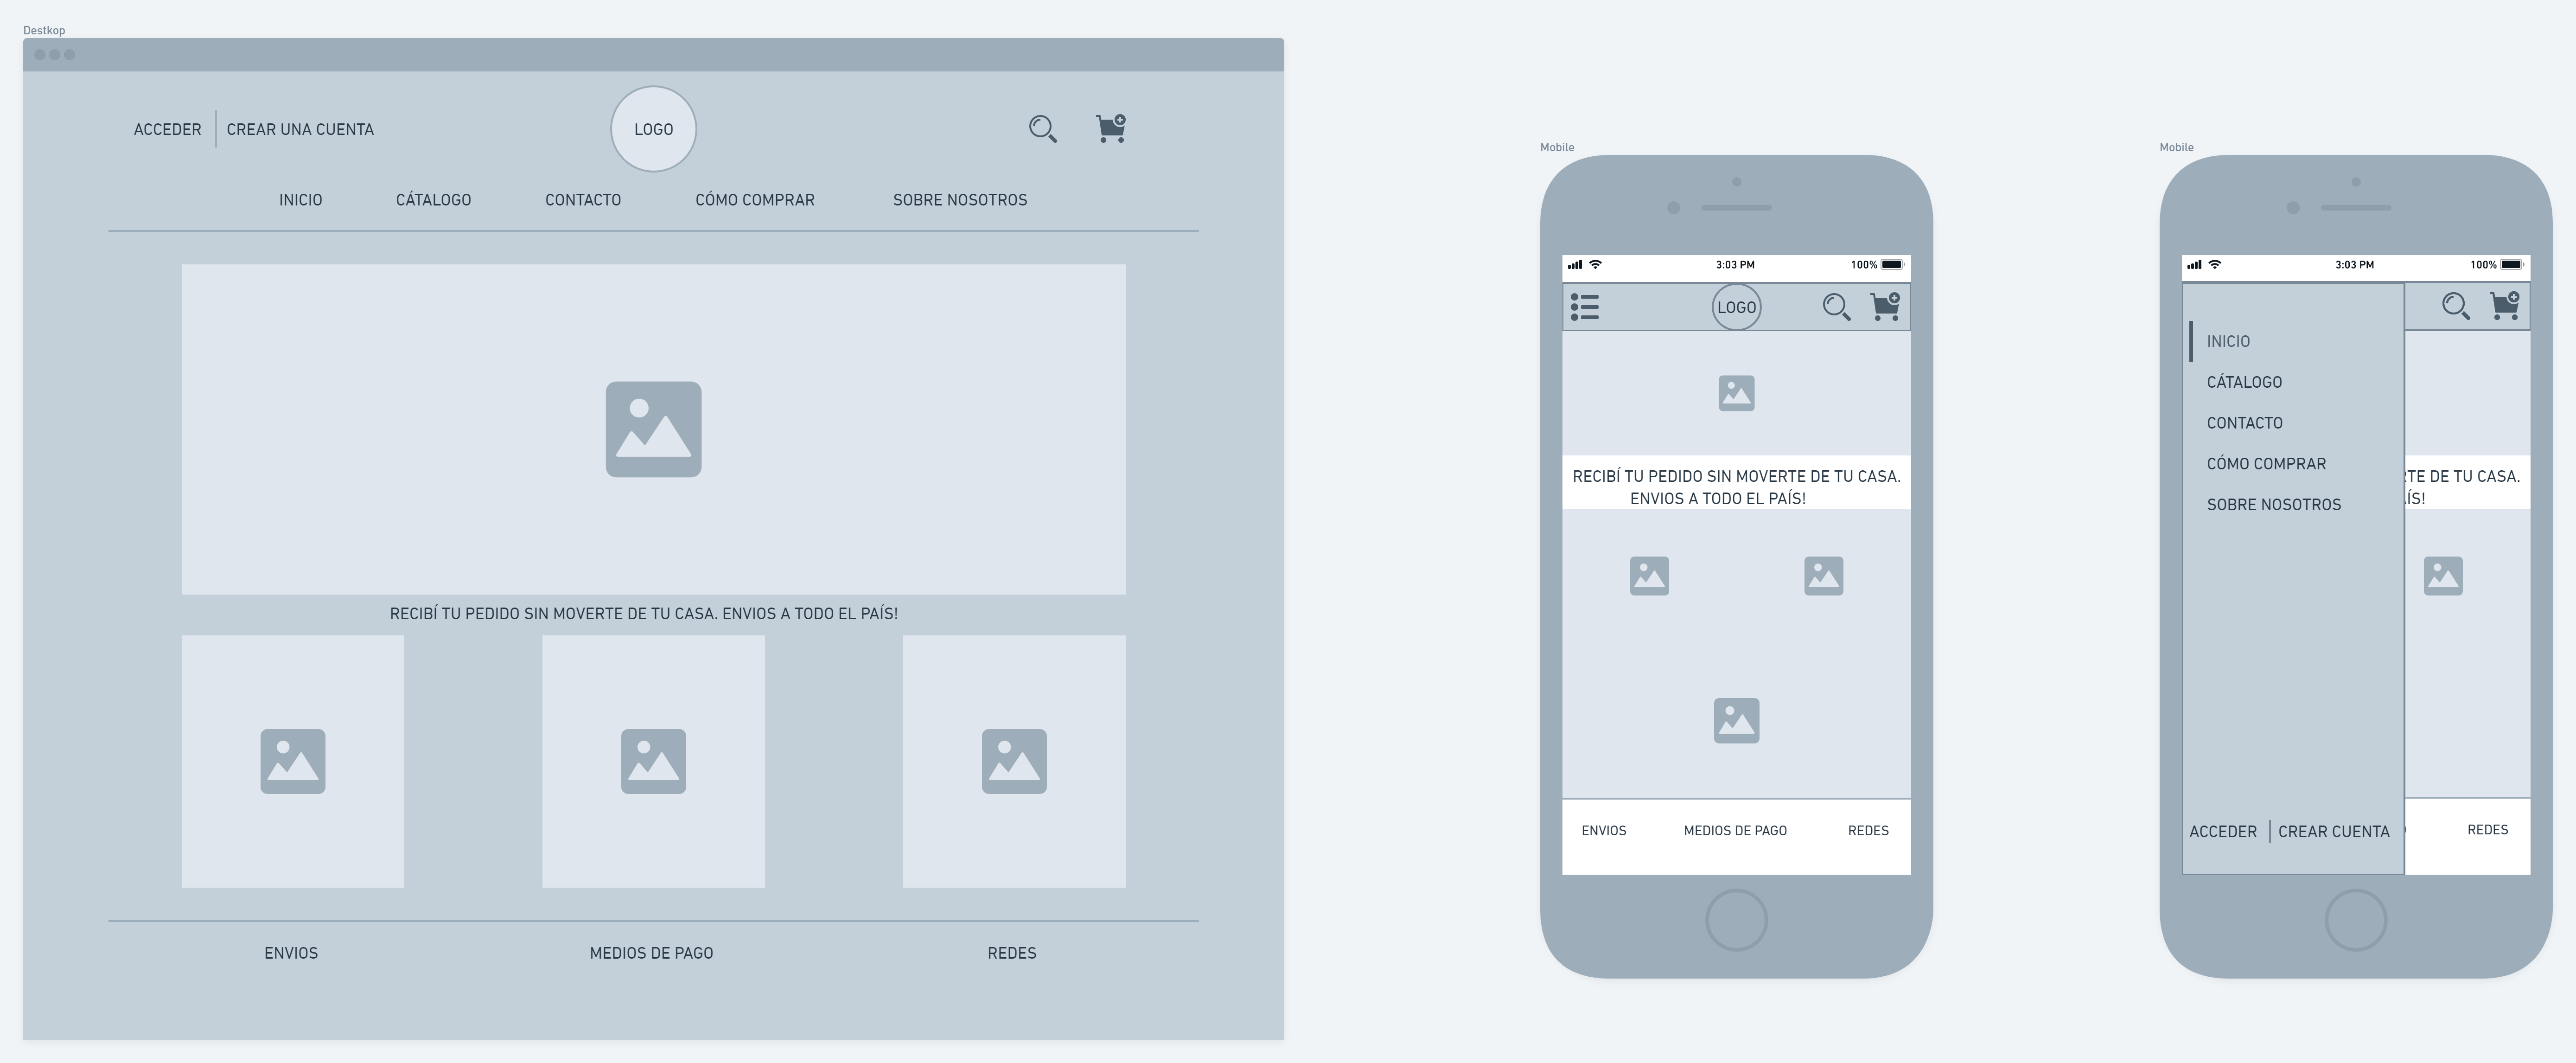 Destkop
ACCEDER CREAR UNA CUENTA LOGO
INICIO CÁTALOGO CONTACTO CÓMO COMPRAR SOBRE NOSOTROS
RECIBÍ TU PEDIDO SIN MOVERTE DE TU CASA. ENVIOS A TODO EL PAÍS!
ENVIOS MEDIOS DE PAGO REDES
Mobile
3:03 PM 100%
LOGO
RECIBÍ TU PEDIDO SIN MOVERTE DE TU CASA.
ENVIOS A TODO EL PAÍS!
ENVIOS MEDIOS DE PAGO REDES
Mobile
3:03 PM 100%
INICIO
CÁTALOGO
CONTACTO
CÓMO COMPRAR
SOBRE NOSOTROS
ACCEDER CREAR CUENTA
TE DE TU CASA.
ÍS!
REDES